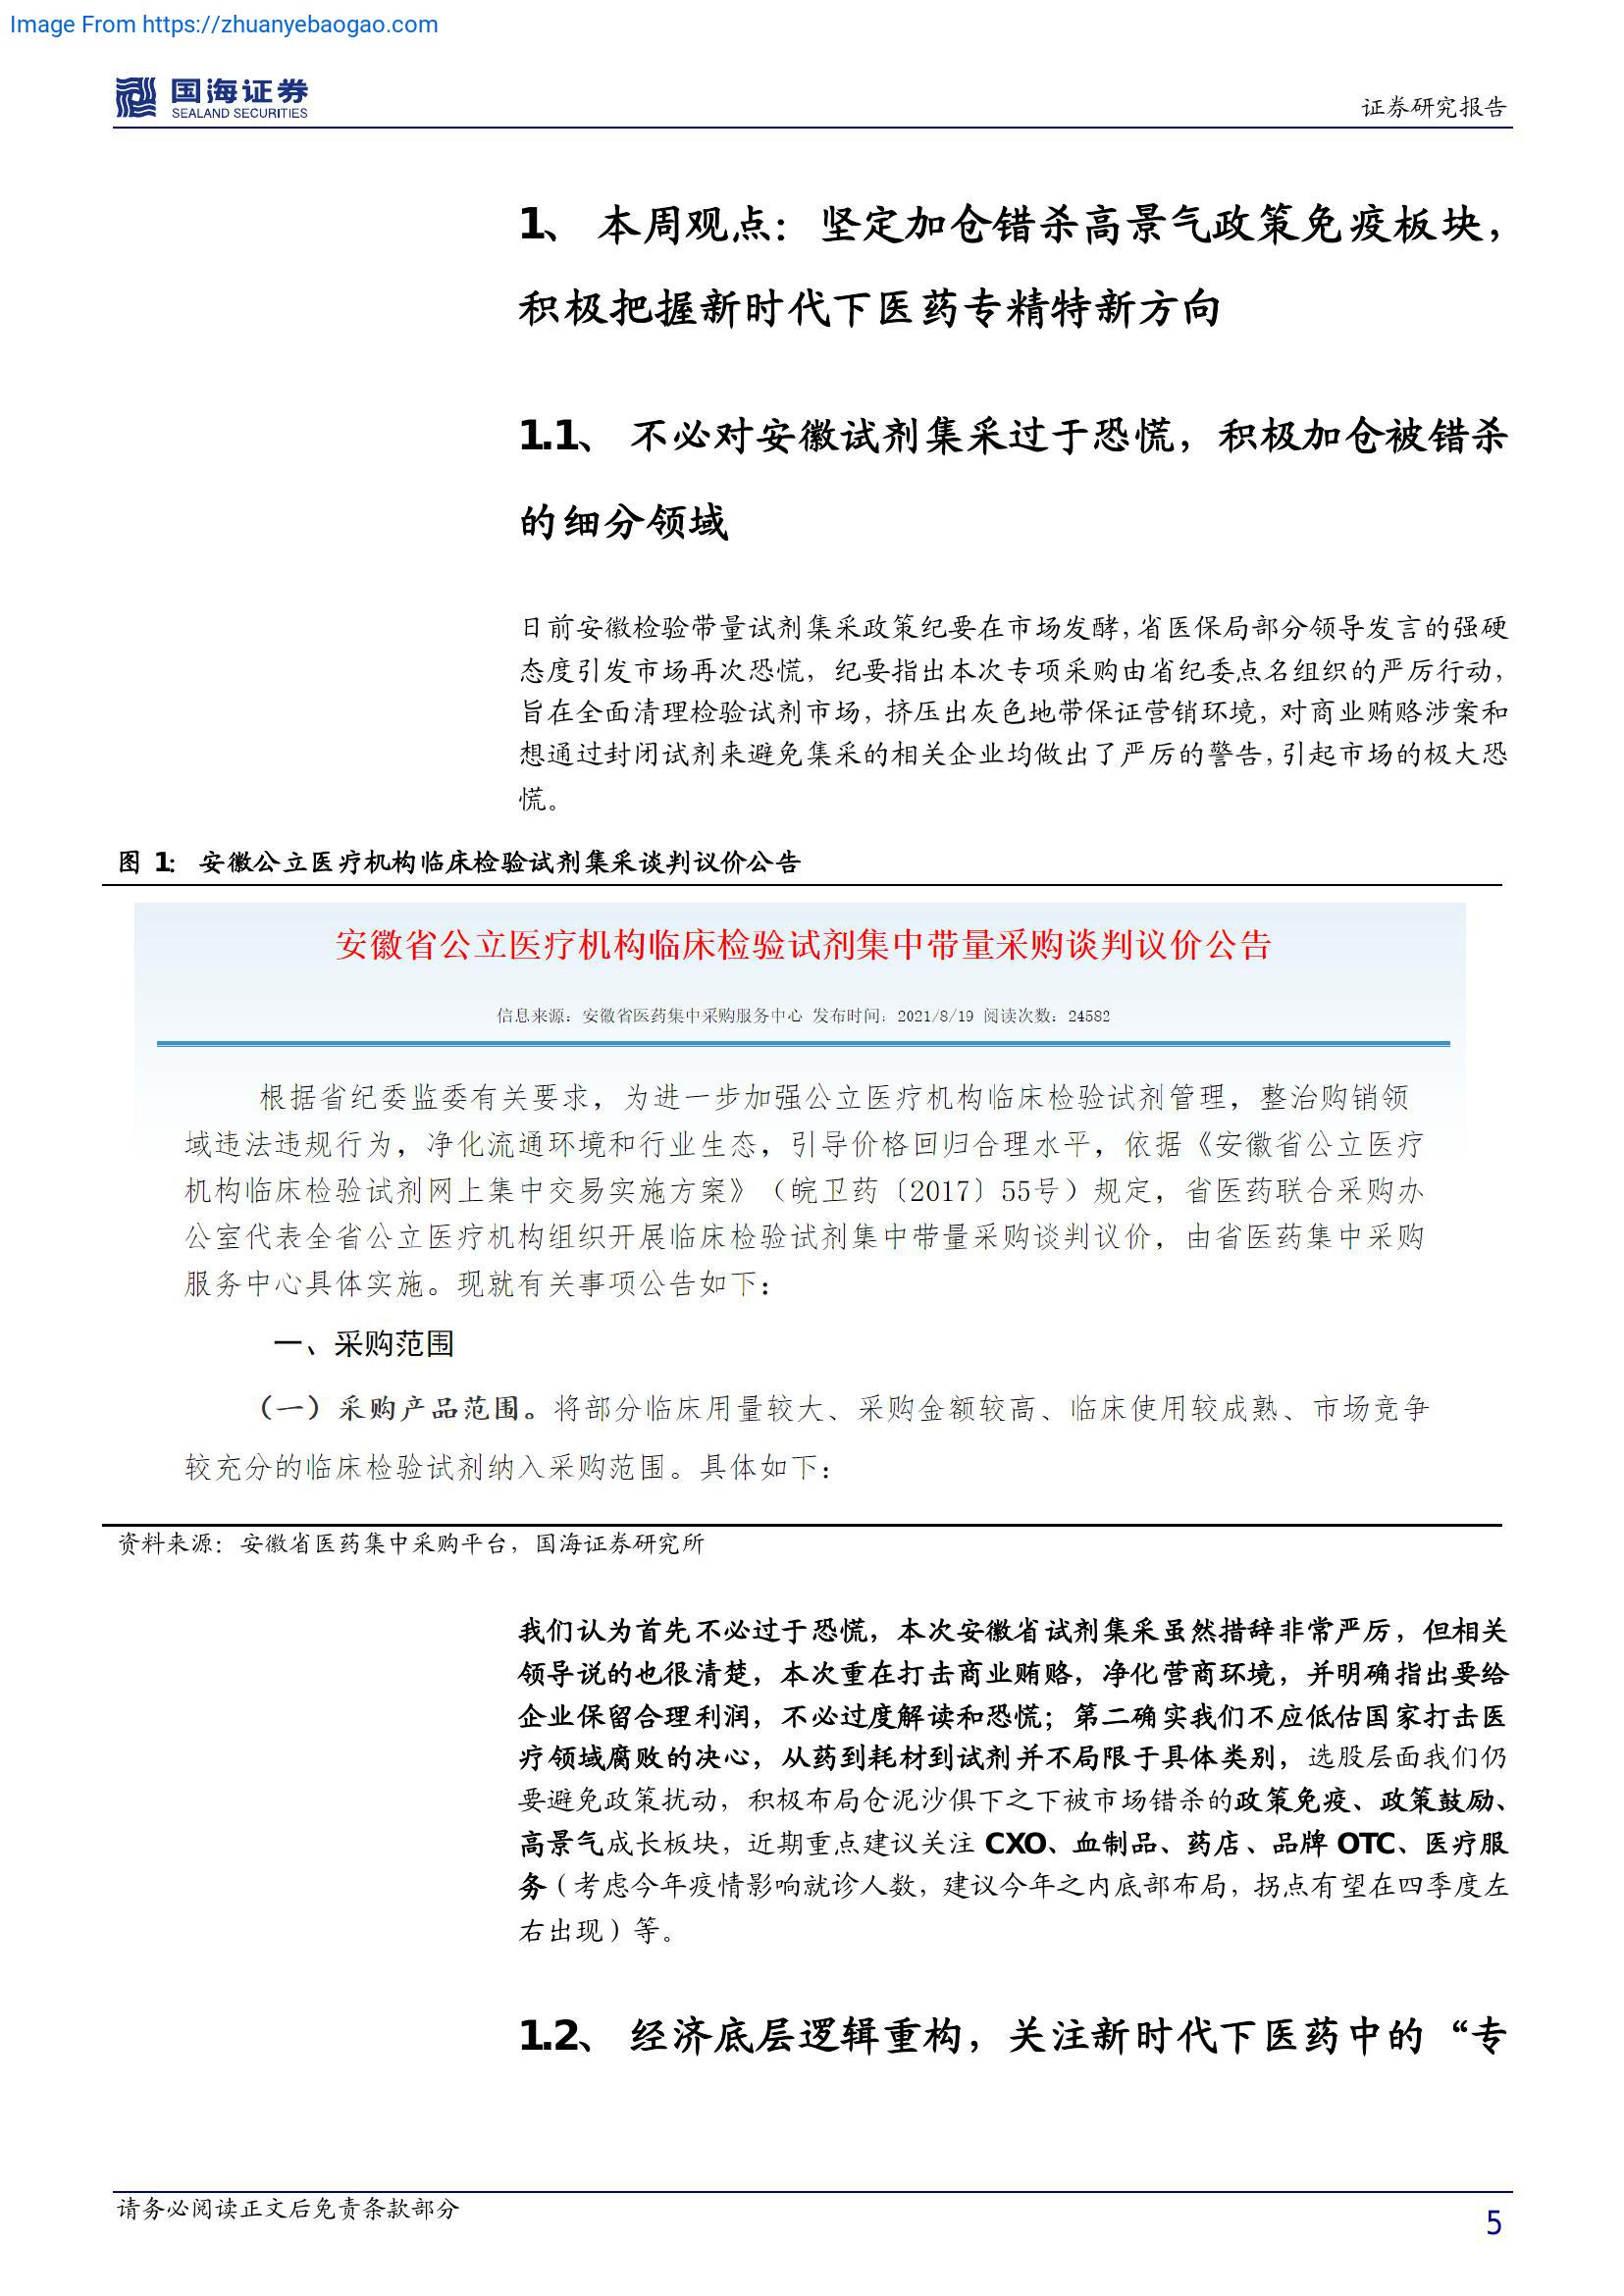 Image From https://zhuanyebaogao.com
国海证券
SEALAND SECURITIES
证券研究报告
1、 本周观点：坚定加仓错杀高景气政策免疫板块，
积极把握新时代下医药专精特新方向
1.1、 不必对安徽试剂集采过于恐慌，积极加仓被错杀
的细分领域
日前安徽检验带量试剂集采政策纪要在市场发酵，省医保局部分领导发言的强硬
态度引发市场再次恐慌，纪要指出本次专项采购由省纪委点名组织的严厉行动，
旨在全面清理检验试剂市场，挤压出灰色地带保证营销环境，对商业贿赂涉案和
想通过封闭试剂来避免集采的相关企业均做出了严厉的警告，引起市场的极大恐
慌。
图 1： 安徽公立医疗机构临床检验试剂集采谈判议价公告
安徽省公立医疗机构临床检验试剂集中带量采购谈判议价公告
信息来源：安徽省医药集中采购服务中心 发布时间：2021/8/19 阅读次数：24582
根据省纪委监委有关要求，为进一步加强公立医疗机构临床检验试剂管理，整治购销领
域违法违规行为，净化流通环境和行业生态，引导价格回归合理水平，依据《安徽省公立医疗
机构临床检验试剂网上集中交易实施方案》（皖卫药〔2017〕55号）规定，省医药联合采购办
公室代表全省公立医疗机构组织开展临床检验试剂集中带量采购谈判议价，由省医药集中采购
服务中心具体实施。现就有关事项公告如下：
一、采购范围
（一）采购产品范围。将部分临床用量较大、采购金额较高、临床使用较成熟、市场竞争
较充分的临床检验试剂纳入采购范围。具体如下：
资料来源：安徽省医药集中采购平台，国海证券研究所
我们认为首先不必过于恐慌，本次安徽省试剂集采虽然措辞非常严厉，但相关
领导说的也很清楚，本次重在打击商业贿赂，净化营商环境，并明确指出要给
企业保留合理利润，不必过度解读和恐慌；第二确实我们不应低估国家打击医
疗领域腐败的决心，从药到耗材到试剂并不局限于具体类别，选股层面我们仍
要避免政策扰动，积极布局仓泥沙俱下之下被市场错杀的政策免疫、政策鼓励、
高景气成长板块，近期重点建议关注 CXO、血制品、药店、品牌 OTC、医疗服
务（考虑今年疫情影响就诊人数，建议今年之内底部布局，拐点有望在四季度左
右出现）等。
1.2、 经济底层逻辑重构，关注新时代下医药中的“专
请务必阅读正文后免责条款部分
5